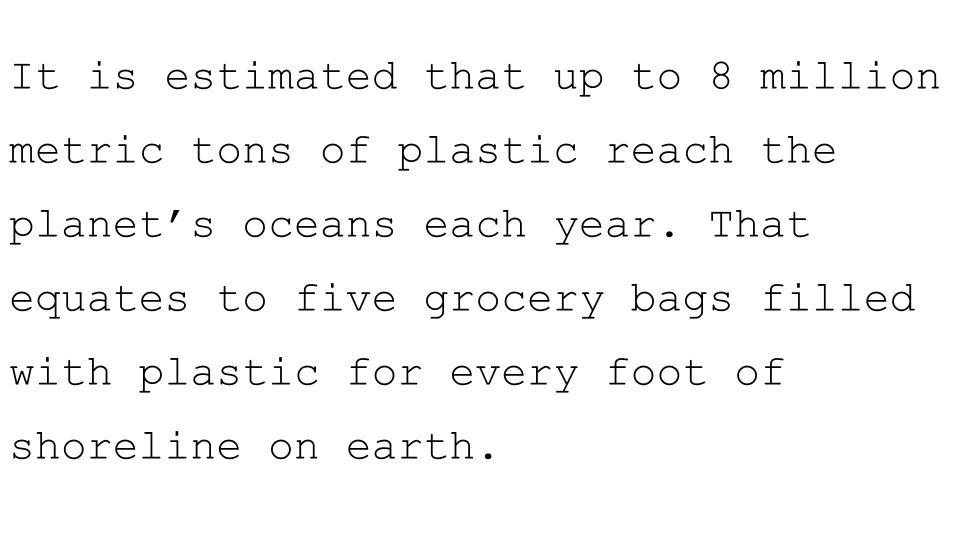 It is estimated that up to 8 million
metric tons of plastic reach the
planet’s oceans each year. That
equates to five grocery bags filled
with plastic for every foot of
shoreline on earth.